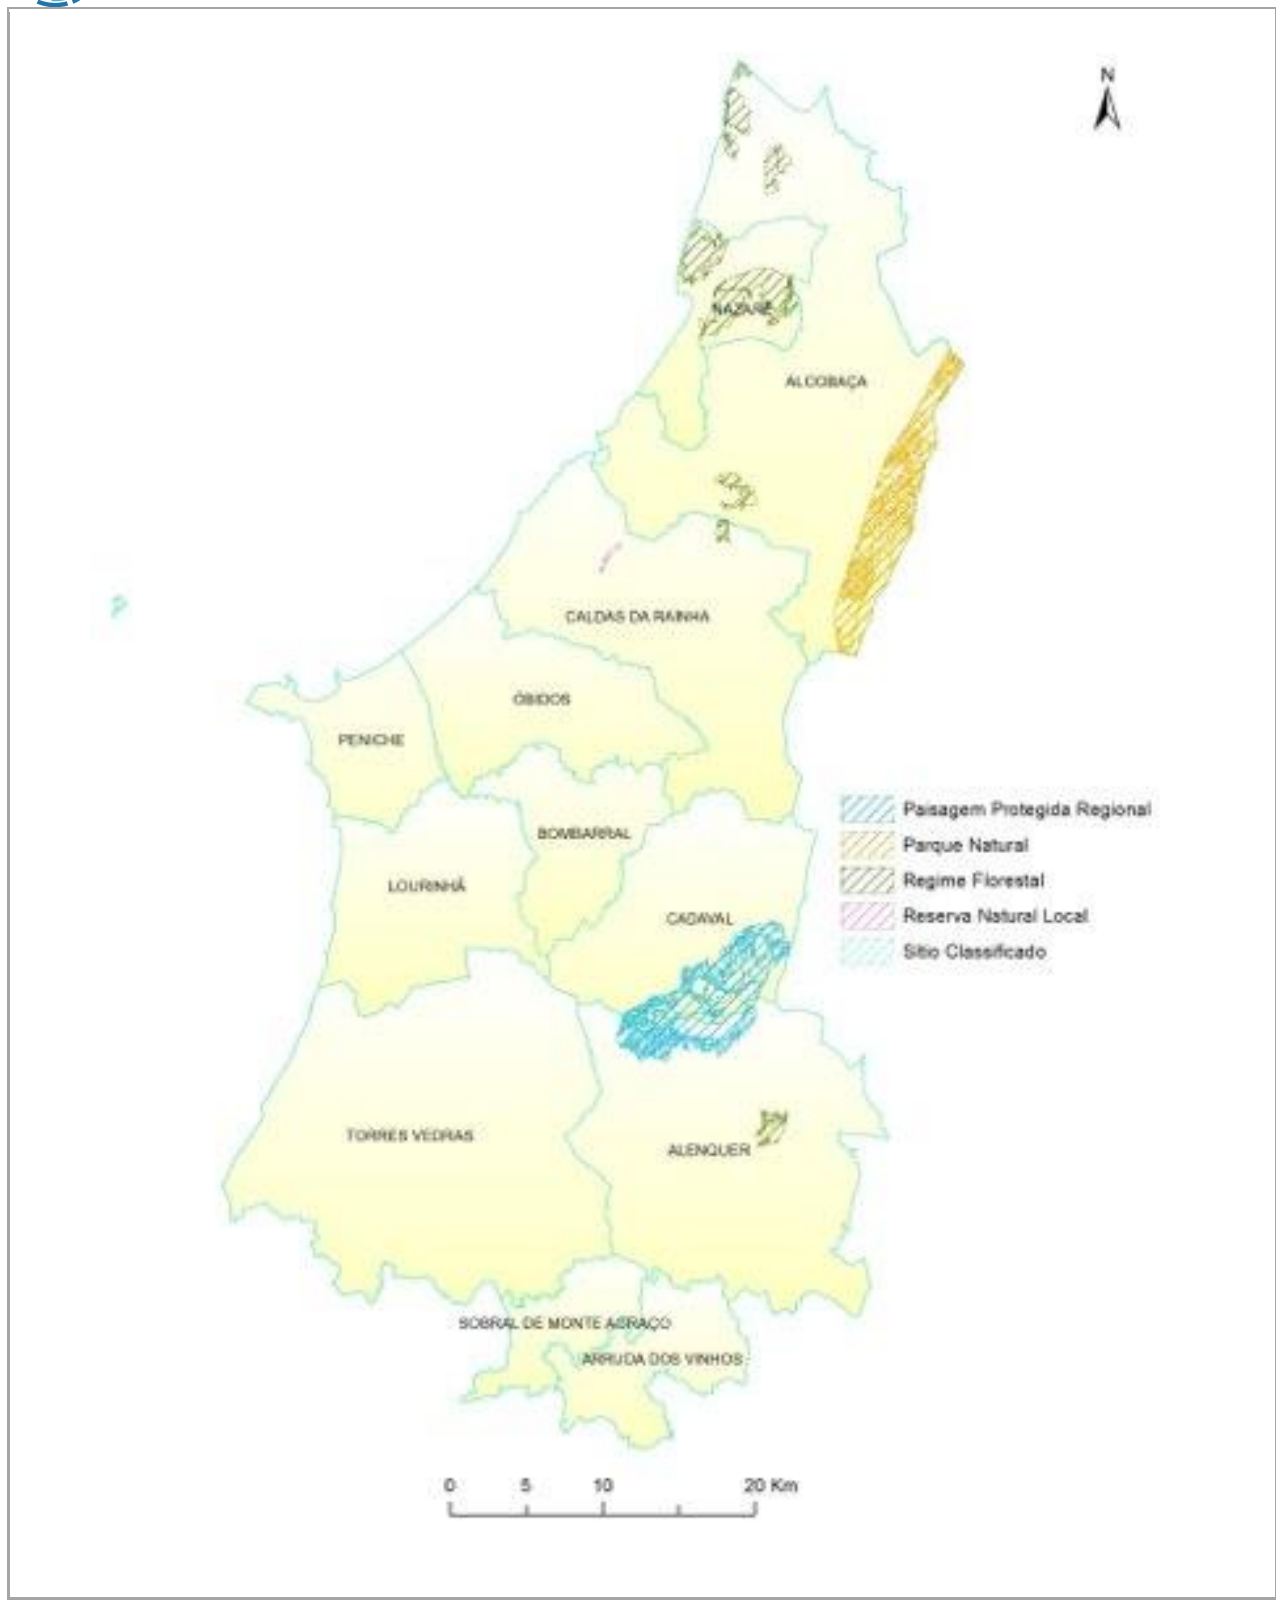 N
NAZARÉ
ALCOBAÇA
CALDAS DA RAINHA
ÓBIDOS
PENICHE
Paisagem Protegida Regional
Parque Natural
BOMBARRAL
Regime Florestal
LOURINHÃ
Reserva Natural Local
CADAVAL
Sítio Classificado
TORRES VEDRAS
ALENQUER
SOBRAL DE MONTE AGRAÇO
ARRUDA DOS VINHOS
0 5 10 20 Km